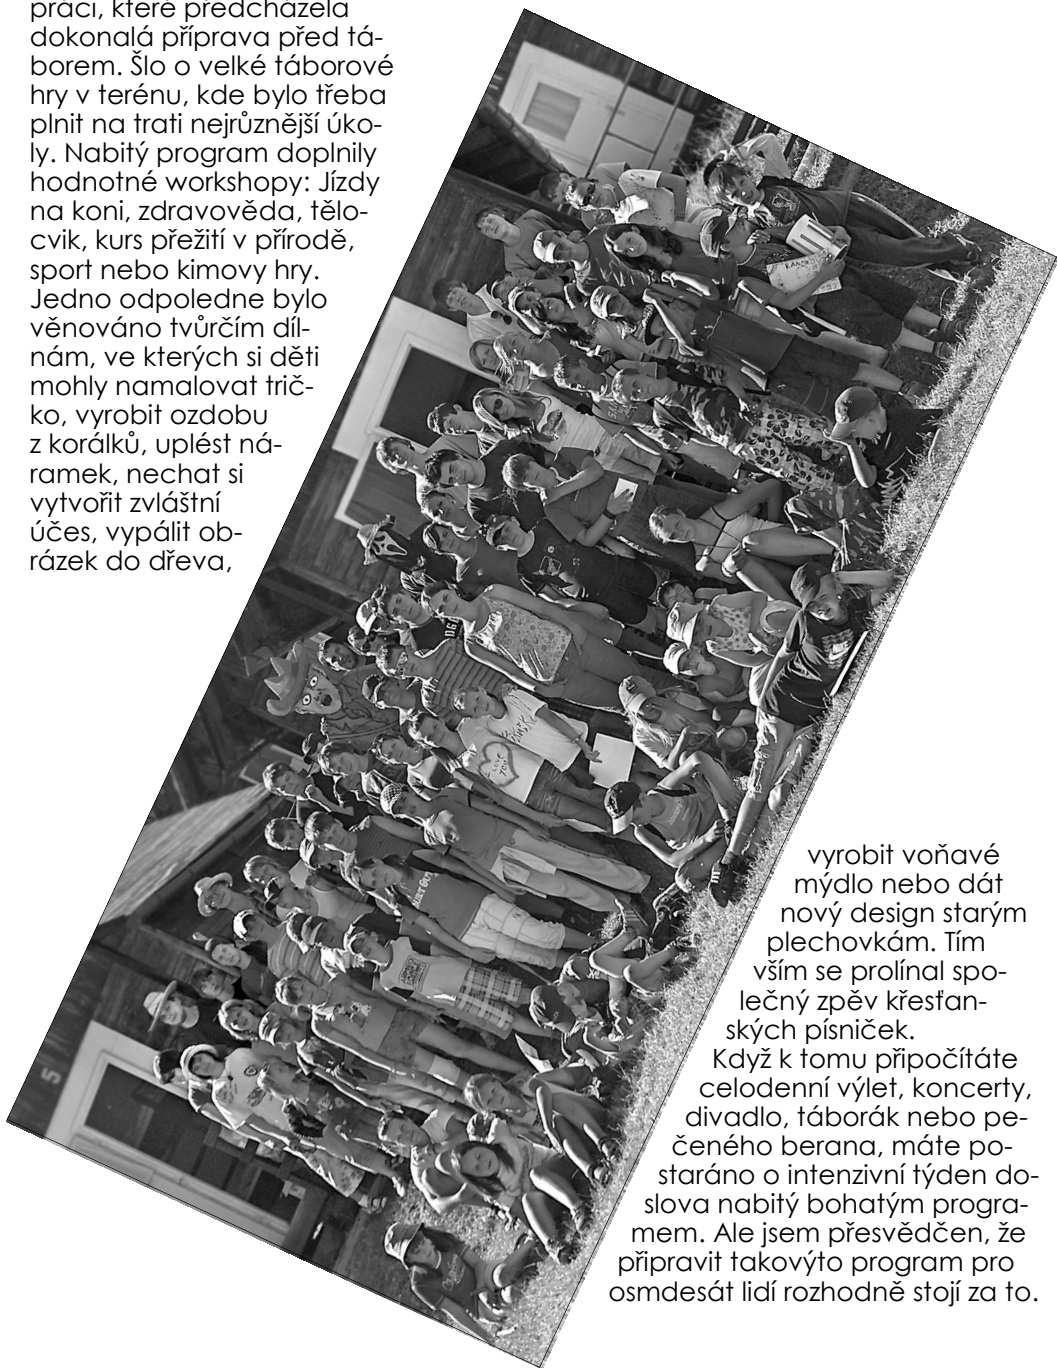 práci, které předcházela
dokonalá příprava před tá-
borem. Šlo o velké táborové
hry v terénu, kde bylo třeba
plnit na trati nejrůznější úko-
ly. Nabitý program doplnily
hodnotné workshopy: Jízdy
na koni, zdravověda, tělo-
cvik, kurs přežití v přírodě,
sport nebo kimovy hry.
Jedno odpoledne bylo
věnováno tvůrčím díl-
nám, ve kterých si děti
mohly namalovat trič-
ko, vyrobit ozdobu
z korálků, uplést ná-
ramek, nechat si
vytvořit zvláštní
účes, vypálit ob-
rázek do dřeva,
vyrobit voňavé
mýdlo nebo dát
nový design starým
plechovkám. Tím
vším se prolínal spo-
lečný zpěv křesťan-
ských písniček.
Když k tomu připočítáte
celodenní výlet, koncerty,
divadlo, táborák nebo pe-
čeného berana, máte po-
staráno o intenzivní týden do-
slova nabitý bohatým progra-
mem. Ale jsem přesvědčen, že
připravit takovýto program pro
osmdesát lidí rozhodně stojí za to.
5